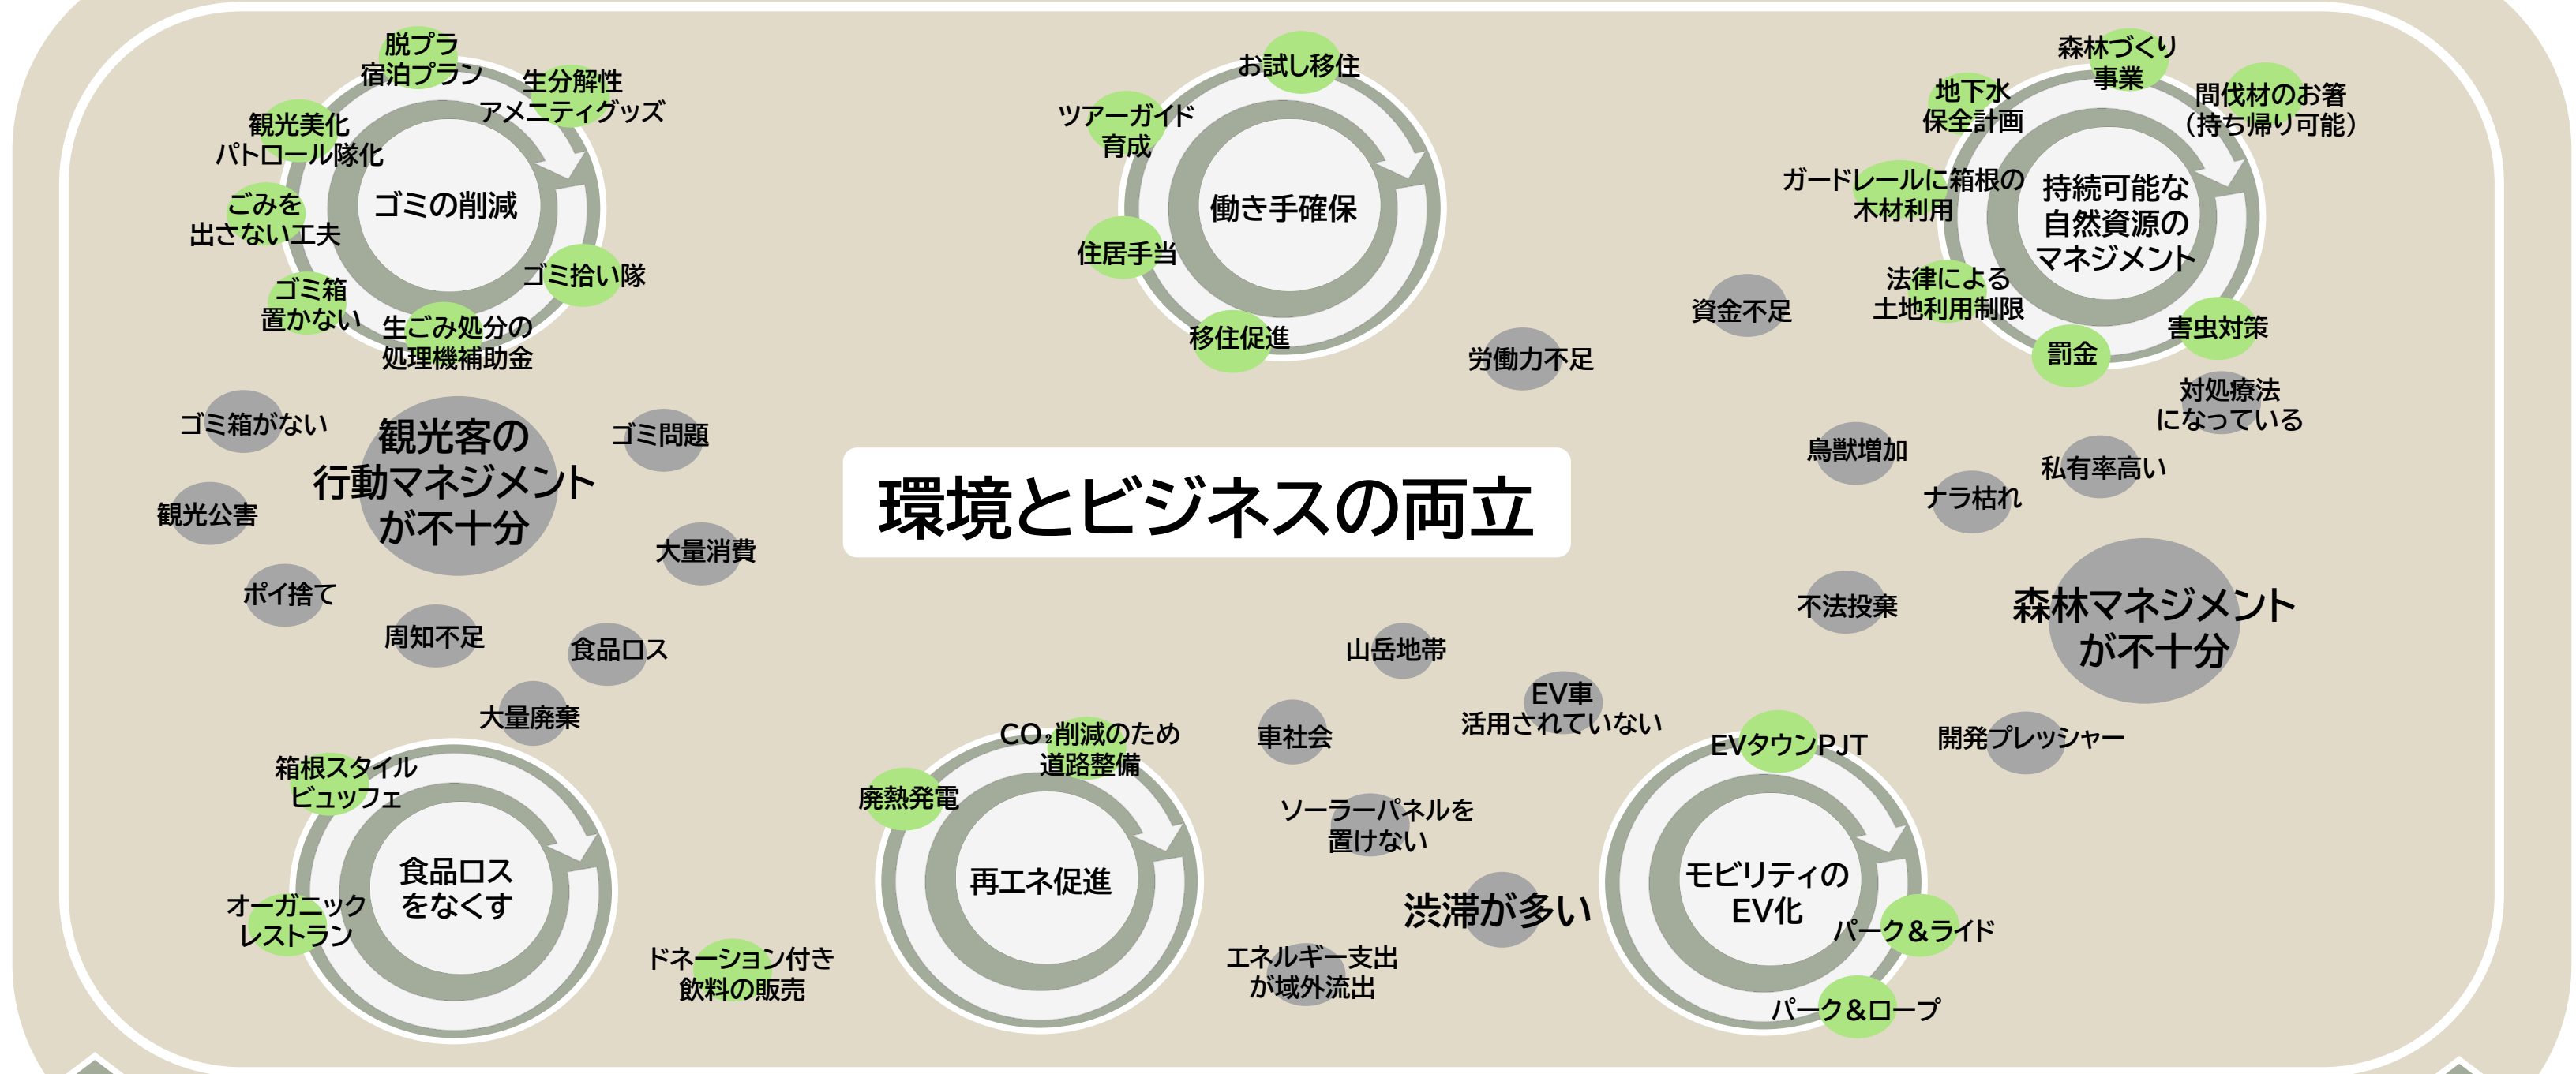 脱プラ
宿泊プラン
生分解性
アメニティグッズ
観光美化
パトロール隊化
ごみを
出さない工夫
ゴミ箱
置かない
生ごみ処分の
処理機補助金
ゴミ拾い隊
ゴミの削減
お試し移住
ツアーガイド
育成
住居手当
移住促進
働き手確保
森林づくり
事業
地下水
保全計画
間伐材のお箸
（持ち帰り可能）
ガードレールに箱根の
木材利用
法律による
土地利用制限
罰金
害虫対策
持続可能な
自然資源の
マネジメント
資金不足
労働力不足
対処療法
になっている
鳥獣増加
私有率高い
ナラ枯れ
不法投棄
森林マネジメント
が不十分
開発プレッシャー
ゴミ箱がない
観光客の
行動マネジメント
が不十分
ゴミ問題
観光公害
大量消費
ポイ捨て
周知不足
食品ロス
大量廃棄
環境とビジネスの両立
山岳地帯
EV車
活用されていない
車社会
ソーラーパネルを
置けない
渋滞が多い
エネルギー支出
が域外流出
箱根スタイル
ビュッフェ
オーガニック
レストラン
食品ロス
をなくす
ドネーション付き
飲料の販売
CO₂削減のため
道路整備
廃熱発電
再エネ促進
EVタウンPJT
モビリティの
EV化
パーク＆ライド
パーク＆ロープ